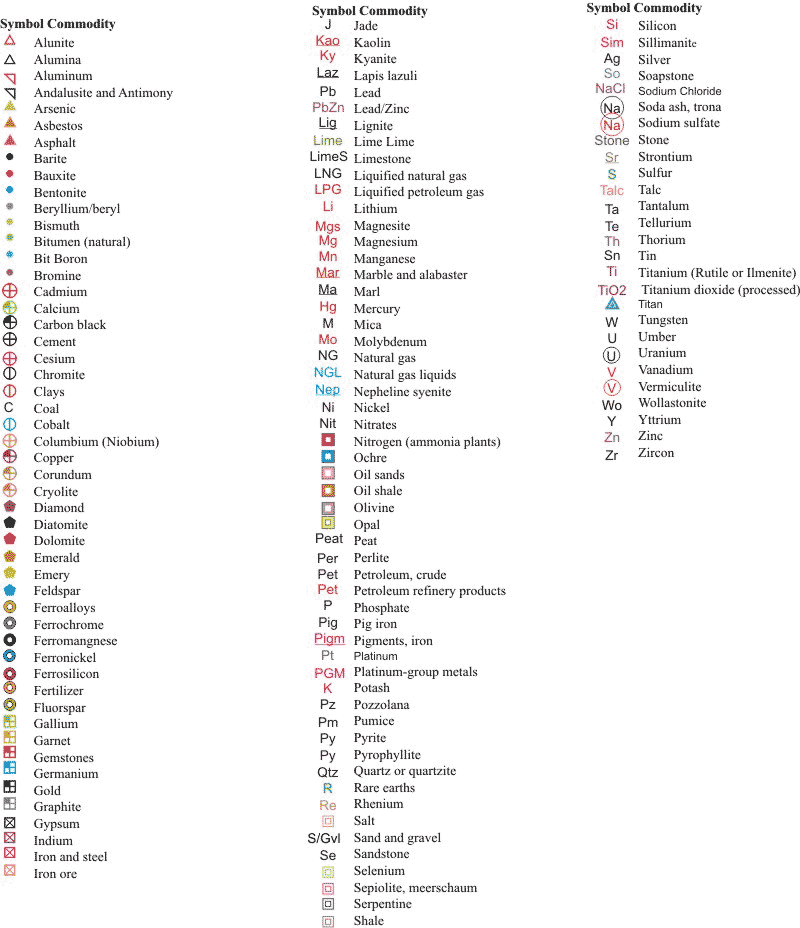 Symbol Commodity
Alunite
Alumina
Aluminum
Andalusite and Antimony
Arsenic
Asbestos
Asphalt
Barite
Bauxite
Bentonite
Beryllium/beryl
Bismuth
Bitumen (natural)
Bit Boron
Bromine
Cadmium
Calcium
Carbon black
Cement
Cesium
Chromite
Clays
C Coal
Cobalt
Columbium (Niobium)
Copper
Corundum
Cryolite
Diamond
Diatomite
Dolomite
Emerald
Emery
Feldspar
Ferroalloys
Ferrochrome
Ferromangnese
Ferronickel
Ferrosilicon
Fertilizer
Fluorspar
Gallium
Garnet
Gemstones
Germanium
Gold
Graphite
Gypsum
Indium
Iron and steel
Iron ore
Symbol Commodity
J Jade
Kao Kaolin
Ky Kyanite
Laz Lapis lazuli
Pb Lead
PbZn Lead/Zinc
Lig Lignite
Lime Lime Lime
LimeS Limestone
LNG Liquified natural gas
LPG Liquified petroleum gas
Li Lithium
Mgs Magnesite
Mg Magnesium
Mn Manganese
Mar Marble and alabaster
Ma Marl
Hg Mercury
M Mica
Mo Molybdenum
NG Natural gas
NGL Natural gas liquids
Nep Nepheline syenite
Ni Nickel
Nit Nitrates
Nitrogen (ammonia plants)
Ochre
Oil sands
Oil shale
Olivine
Opal
Peat Peat
Per Perlite
Pet Petroleum, crude
Pet Petroleum refinery products
P Phosphate
Pig Pig iron
Pigm Pigments, iron
Pt Platinum
PGM Platinum-group metals
K Potash
Pz Pozzolana
Pm Pumice
Py Pyrite
Py Pyrophyllite
Qtz Quartz or quartzite
R Rare earths
Re Rhenium
Salt
S/Gvl Sand and gravel
Se Sandstone
Selenium
Sepiolite, meerschaum
Serpentine
Shale
Symbol Commodity
Si Silicon
Sim Sillimanite
Ag Silver
So Soapstone
NaCl Sodium Chloride
Na Soda ash, trona
Na Sodium sulfate
Stone Stone
Sr Strontium
S Sulfur
Talc Talc
Ta Tantalum
Te Tellurium
Th Thorium
Sn Tin
Ti Titanium (Rutile or Ilmenite)
TiO2 Titanium dioxide (processed)
Titan
W Tungsten
U Umber
U Uranium
V Vanadium
V Vermiculite
Wo Wollastonite
Y Yttrium
Zn Zinc
Zr Zircon